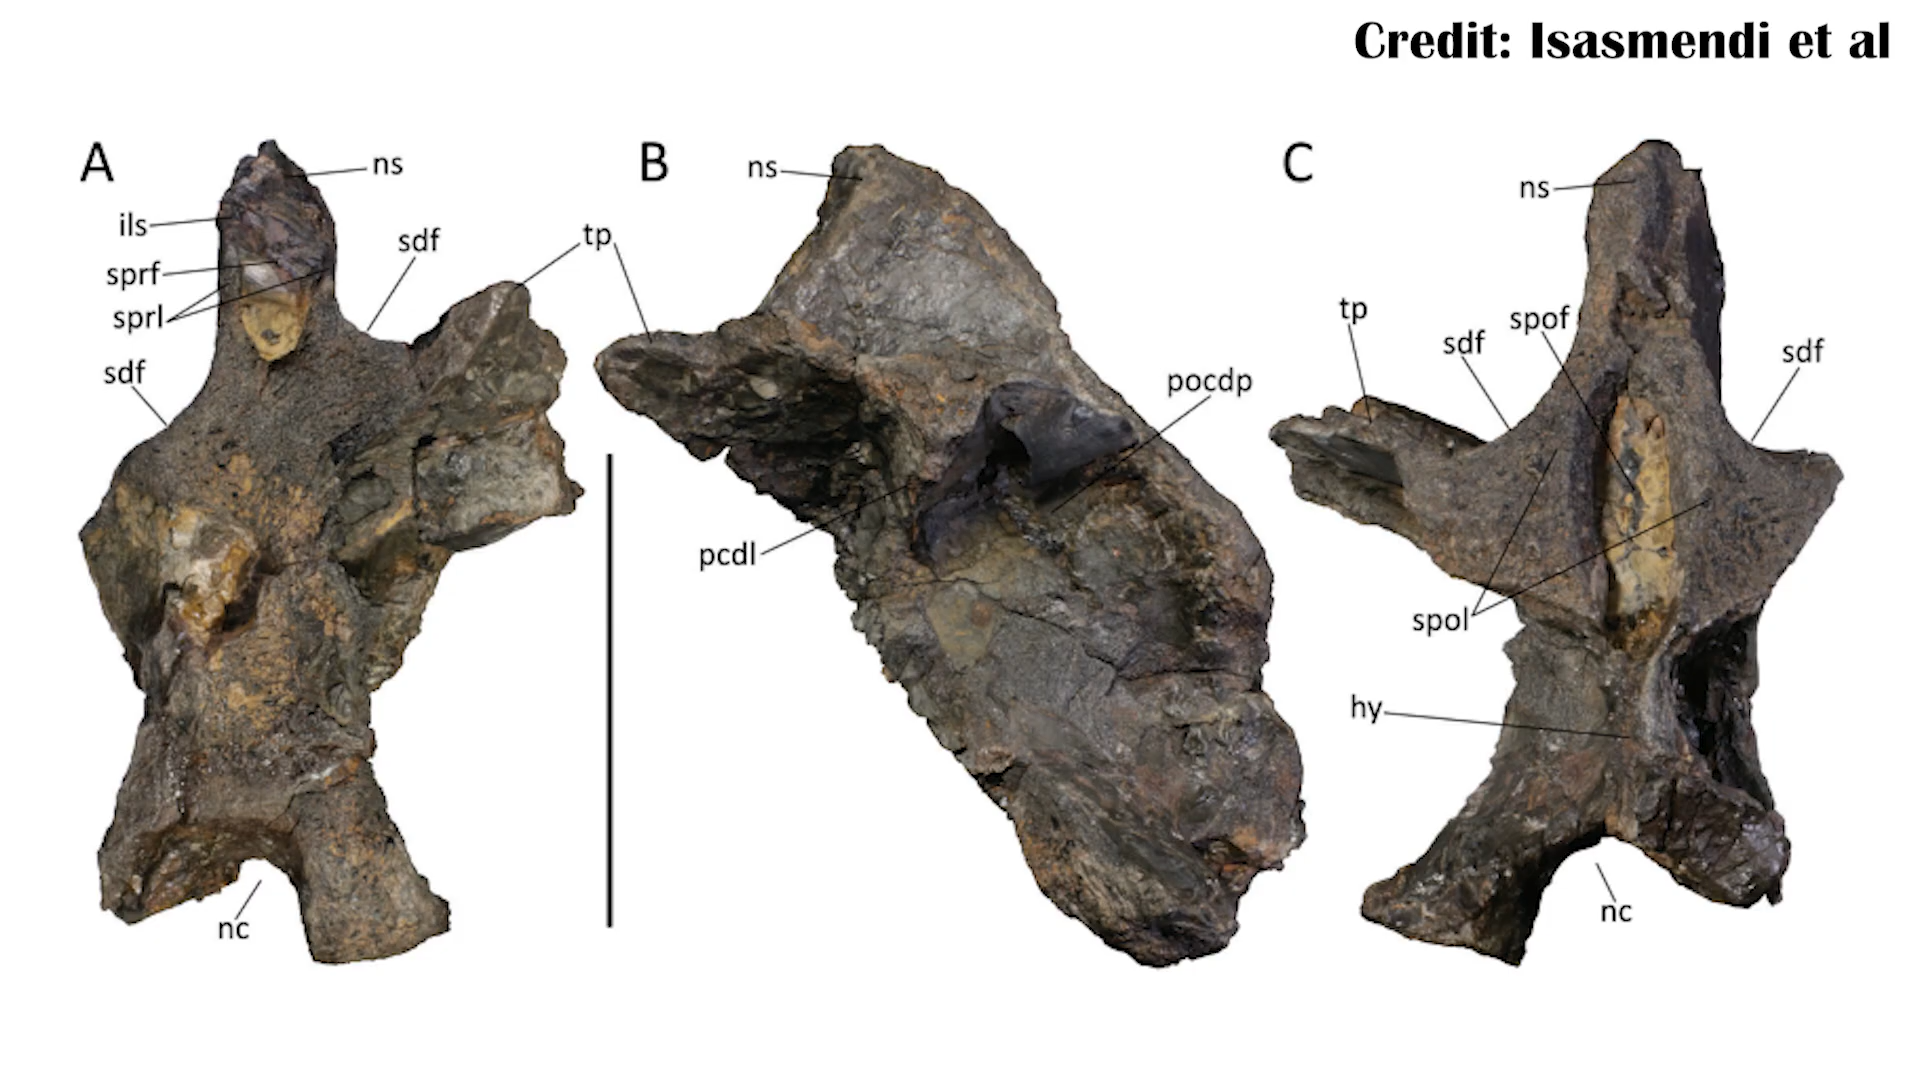 Credit: Isasmendi et al
A
ns
ils
sprf
sprl
sdf
sdf
tp
nc
B
ns
pocdp
pcdl
C
ns
tp
sdf
spof
sdf
spol
hy
nc